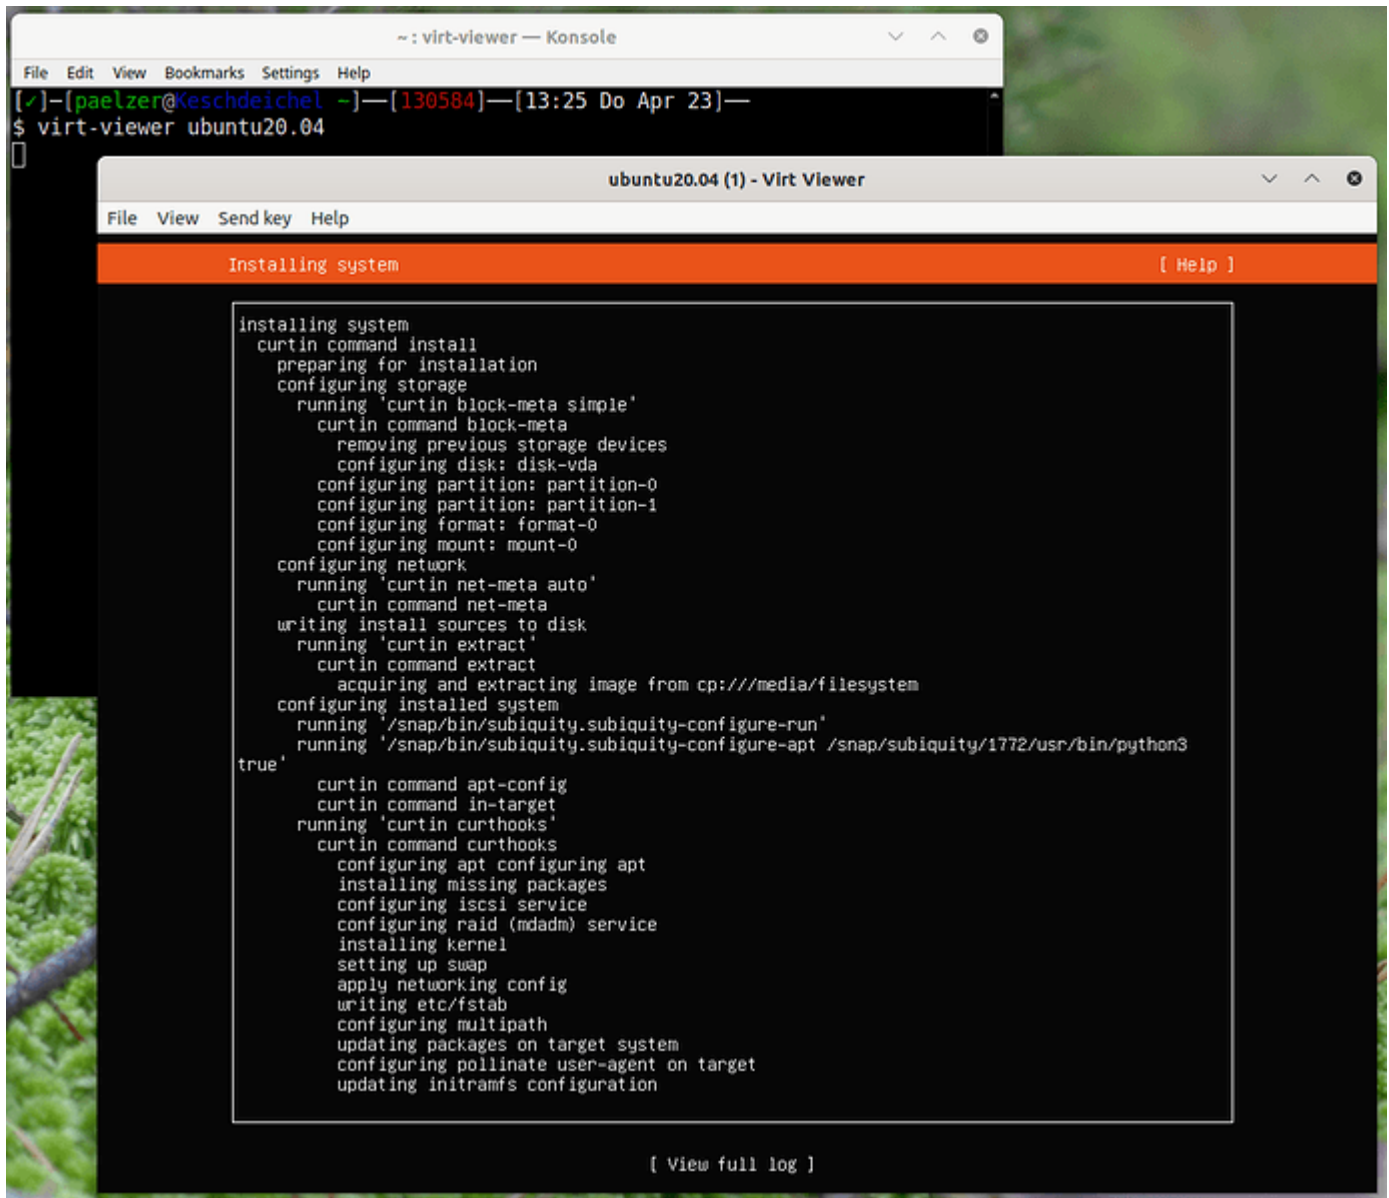 ~ : virt-viewer — Konsole
File Edit View Bookmarks Settings Help
[✓]—[paelzer@Keschdeichel ~]——[130584]——[13:25 Do Apr 23]——
$ virt-viewer ubuntu20.04
ubuntu20.04 (1) - Virt Viewer
File View Send key Help
Installing system [ Help ]
installing system
curtin command install
preparing for installation
configuring storage
running 'curtin block-meta simple'
curtin command block-meta
removing previous storage devices
configuring disk: disk-vda
configuring partition: partition-0
configuring partition: partition-1
configuring format: format-0
configuring mount: mount-0
configuring network
running 'curtin net-meta auto'
curtin command net-meta
writing install sources to disk
running 'curtin extract'
curtin command extract
acquiring and extracting image from cp:///media/filesystem
configuring installed system
running '/snap/bin/subiquity.subiquity-configure-run'
running '/snap/bin/subiquity.subiquity-configure-apt /snap/subiquity/1772/usr/bin/python3
true'
curtin command apt-config
curtin command in-target
running 'curtin curthooks'
curtin command curthooks
configuring apt configuring apt
installing missing packages
configuring iscsi service
configuring raid (mdadm) service
installing kernel
setting up swap
apply networking config
writing etc/fstab
configuring multipath
updating packages on target system
configuring pollinate user-agent on target
updating initramfs configuration
[ View full log ]